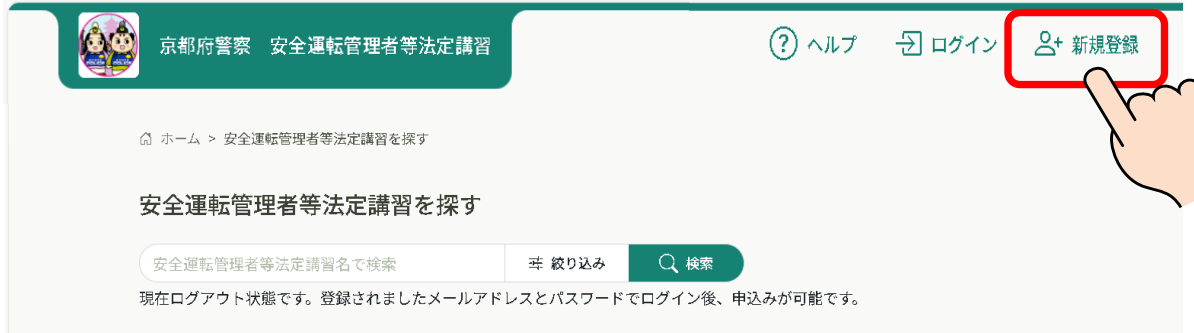 京都府警察 安全運転管理者等法定講習
ヘルプ
ログイン
新規登録
ホーム > 安全運転管理者等法定講習を探す
安全運転管理者等法定講習を探す
安全運転管理者等法定講習名で検索
絞り込み
検索
現在ログアウト状態です。登録されましたメールアドレスとパスワードでログイン後、申込みが可能です。